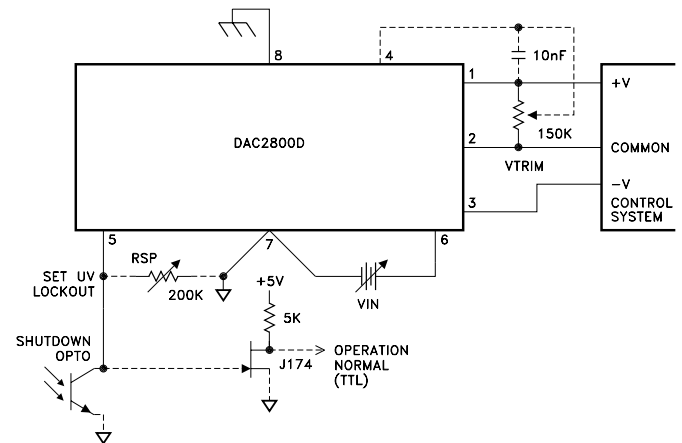 8
4
10nF
1
+V
DAC2800D
150K
2
COMMON
VTRIM
-V
3
CONTROL
SYSTEM
5
7
6
RSP
SET UV
LOCKOUT
200K
+5V
VIN
5K
SHUTDOWN
OPTO
J174
OPERATION
NORMAL
(TTL)